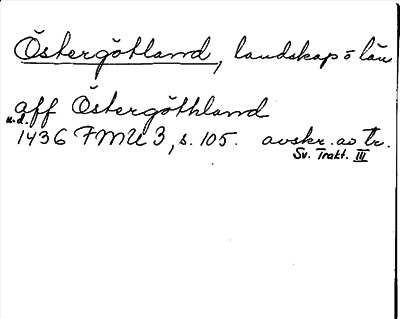 Östergötland, landskap o län
aff Östergöthland
u.d.
1436 FMU 3, s. 105. avskr. av tr.
Sv. Trakt. III